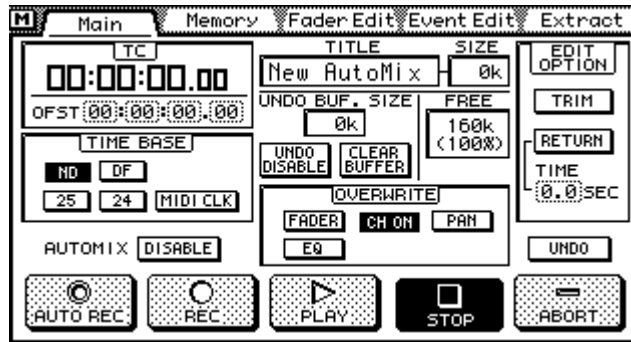 M Main Memory Fader Edit Event Edit Extract
TC
00:00:00.00
OFST 00:00:00.00
TIME BASE
ND DF
25 24 MIDI CLK
AUTOMIX DISABLE
TITLE SIZE
New AutoMix 0k
UNDO BUF. SIZE FREE
0k 160k
(100%)
UNDO DISABLE CLEAR BUFFER
OVERWRITE
FADER CH ON PAN
EQ
EDIT OPTION
TRIM
RETURN
TIME
0.0 SEC
UNDO
AUTO REC REC PLAY STOP ABORT